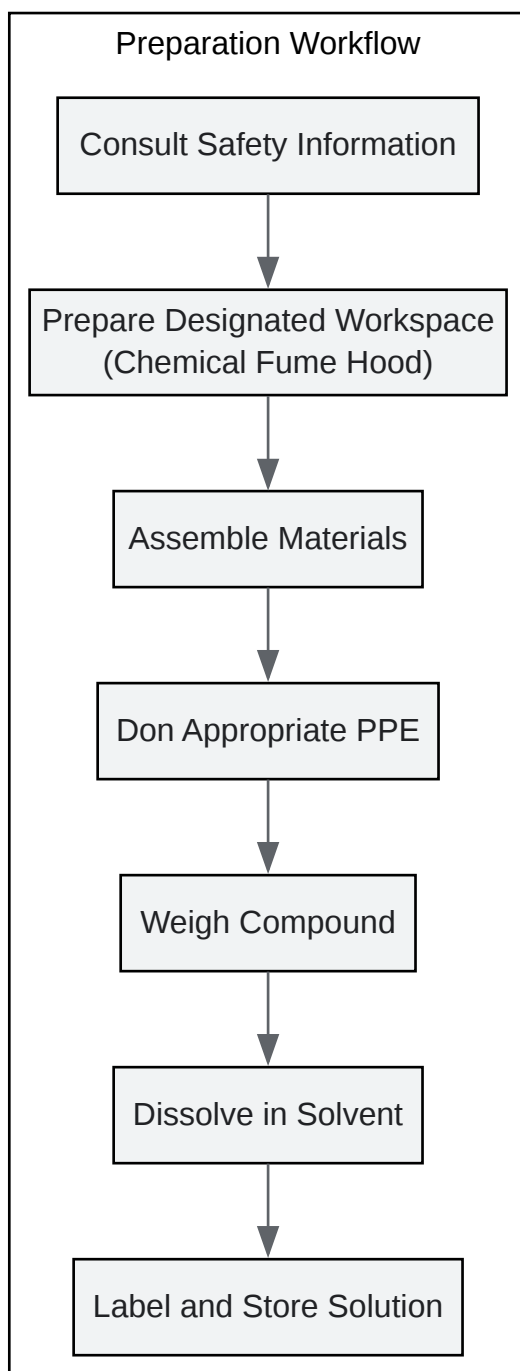 Preparation Workflow
Consult Safety Information
Prepare Designated Workspace
(Chemical Fume Hood)
Assemble Materials
Don Appropriate PPE
Weigh Compound
Dissolve in Solvent
Label and Store Solution